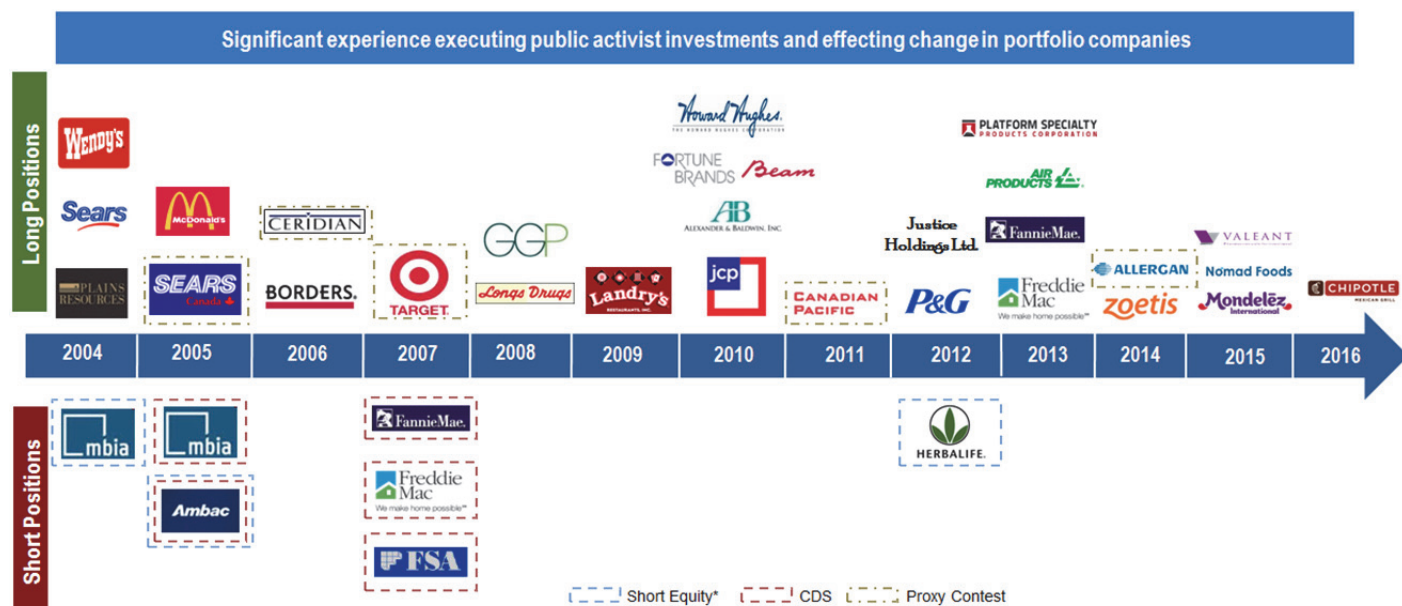 Significant experience executing public activist investments and effecting change in portfolio companies
Long Positions
WENDY'S
Sears
PLAINS
RESOURCES
McDonald's
SEARS
Canada
CERIDIAN
BORDERS.
TARGET
GGP
Longs Drugs
Landry's
RESTAURANTS, INC.
Howard Hughes.
THE HOWARD HUGHES CORPORATION
FORTUNE
BRANDS
Beam
AB
ALEXANDER & BALDWIN, INC.
jcp
CANADIAN
PACIFIC
Justice
Holdings Ltd.
P&G
PLATFORM SPECIALTY
PRODUCTS CORPORATION
AIR
PRODUCTS
FannieMae.
Freddie
Mac
We make home possible℠
ALLERGAN
zoetis
VALEANT
Nomad Foods
Mondelēz
International
CHIPOTLE
MEXICAN GRILL
2004
2005
2006
2007
2008
2009
2010
2011
2012
2013
2014
2015
2016
Short Positions
mbia
mbia
Ambac
FannieMae.
Freddie
Mac
We make home possible℠
FSA
HERBALIFE.
Short Equity*
CDS
Proxy Contest